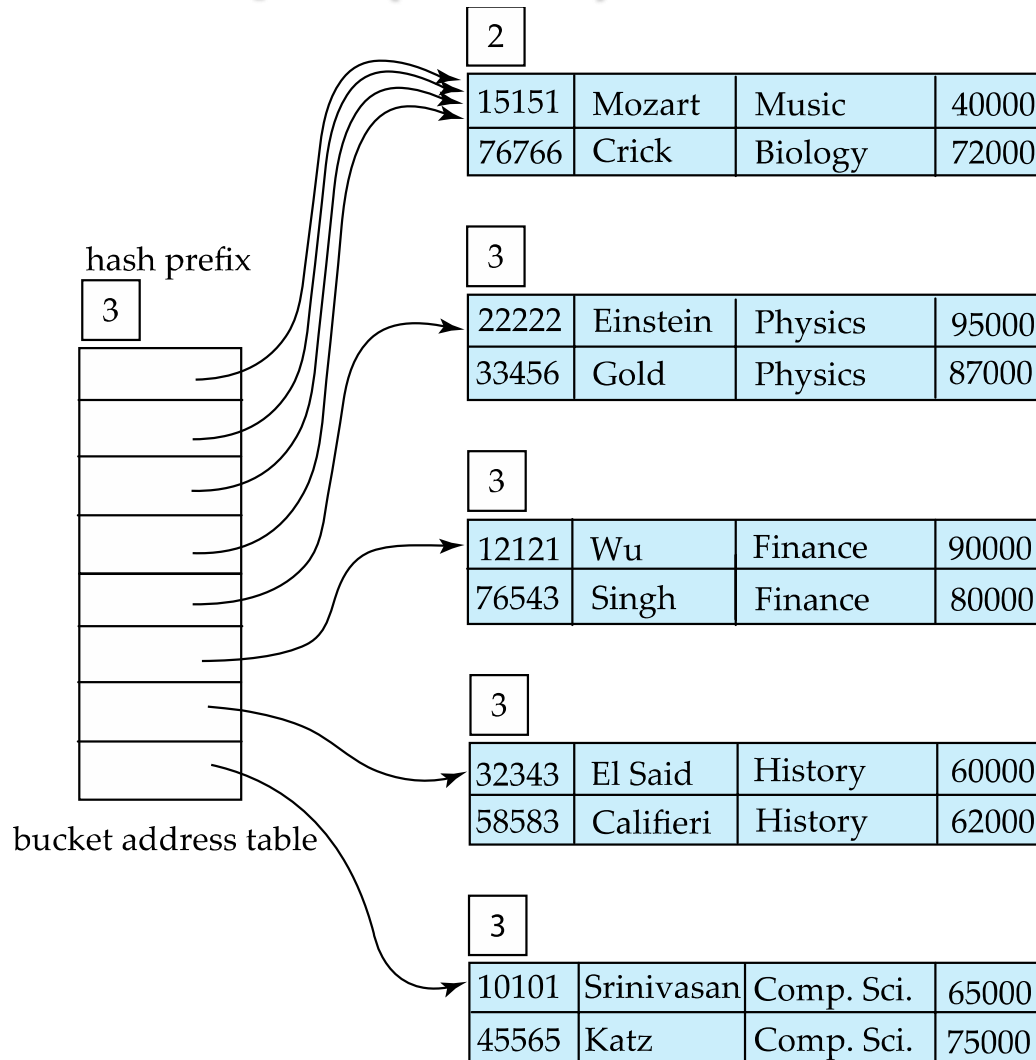 2
15151 Mozart Music 40000
76766 Crick Biology 72000
hash prefix
3
3
22222 Einstein Physics 95000
33456 Gold Physics 87000
3
12121 Wu Finance 90000
76543 Singh Finance 80000
3
32343 El Said History 60000
58583 Califieri History 62000
bucket address table
3
10101 Srinivasan Comp. Sci. 65000
45565 Katz Comp. Sci. 75000